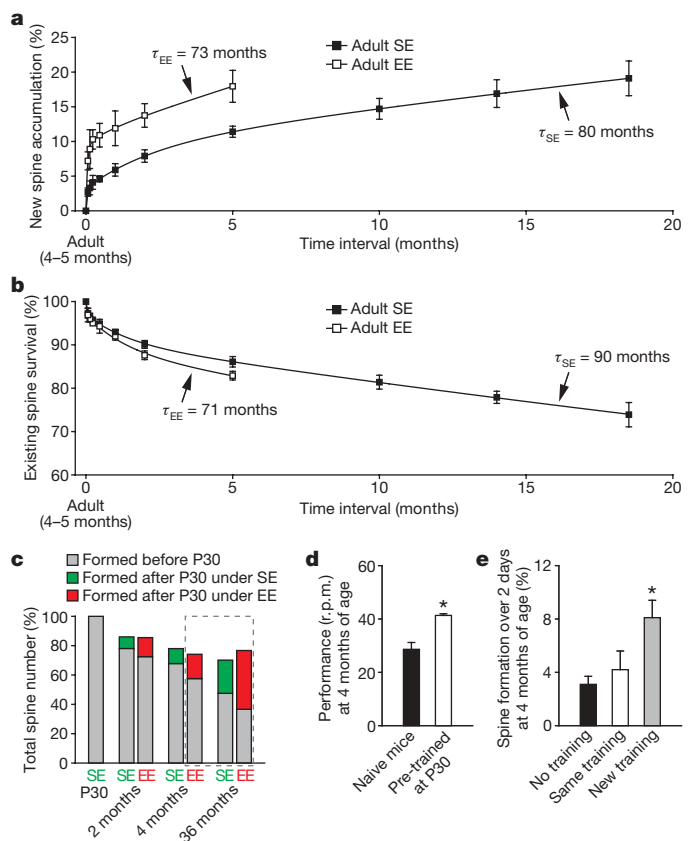 a
New spine accumulation (%)
25
20
15
10
5
0
τEE = 73 months
Adult SE
Adult EE
τSE = 80 months
0
5
10
15
20
Adult
(4–5 months)
Time interval (months)
b
Existing spine survival (%)
100
90
80
70
60
Adult SE
Adult EE
τSE = 90 months
τEE = 71 months
0
5
10
15
20
Adult
(4–5 months)
Time interval (months)
c
Formed before P30
Formed after P30 under SE
Formed after P30 under EE
Total spine number (%)
100
80
60
40
20
0
SE SE EE SE EE SE EE
P30
2 months
4 months
36 months
d
Performance (r.p.m.)
at 4 months of age
60
40
20
0
*
Naive mice
Pre-trained
at P30
e
Spine formation over 2 days
at 4 months of age (%)
12
8
4
0
*
No training
Same training
New training